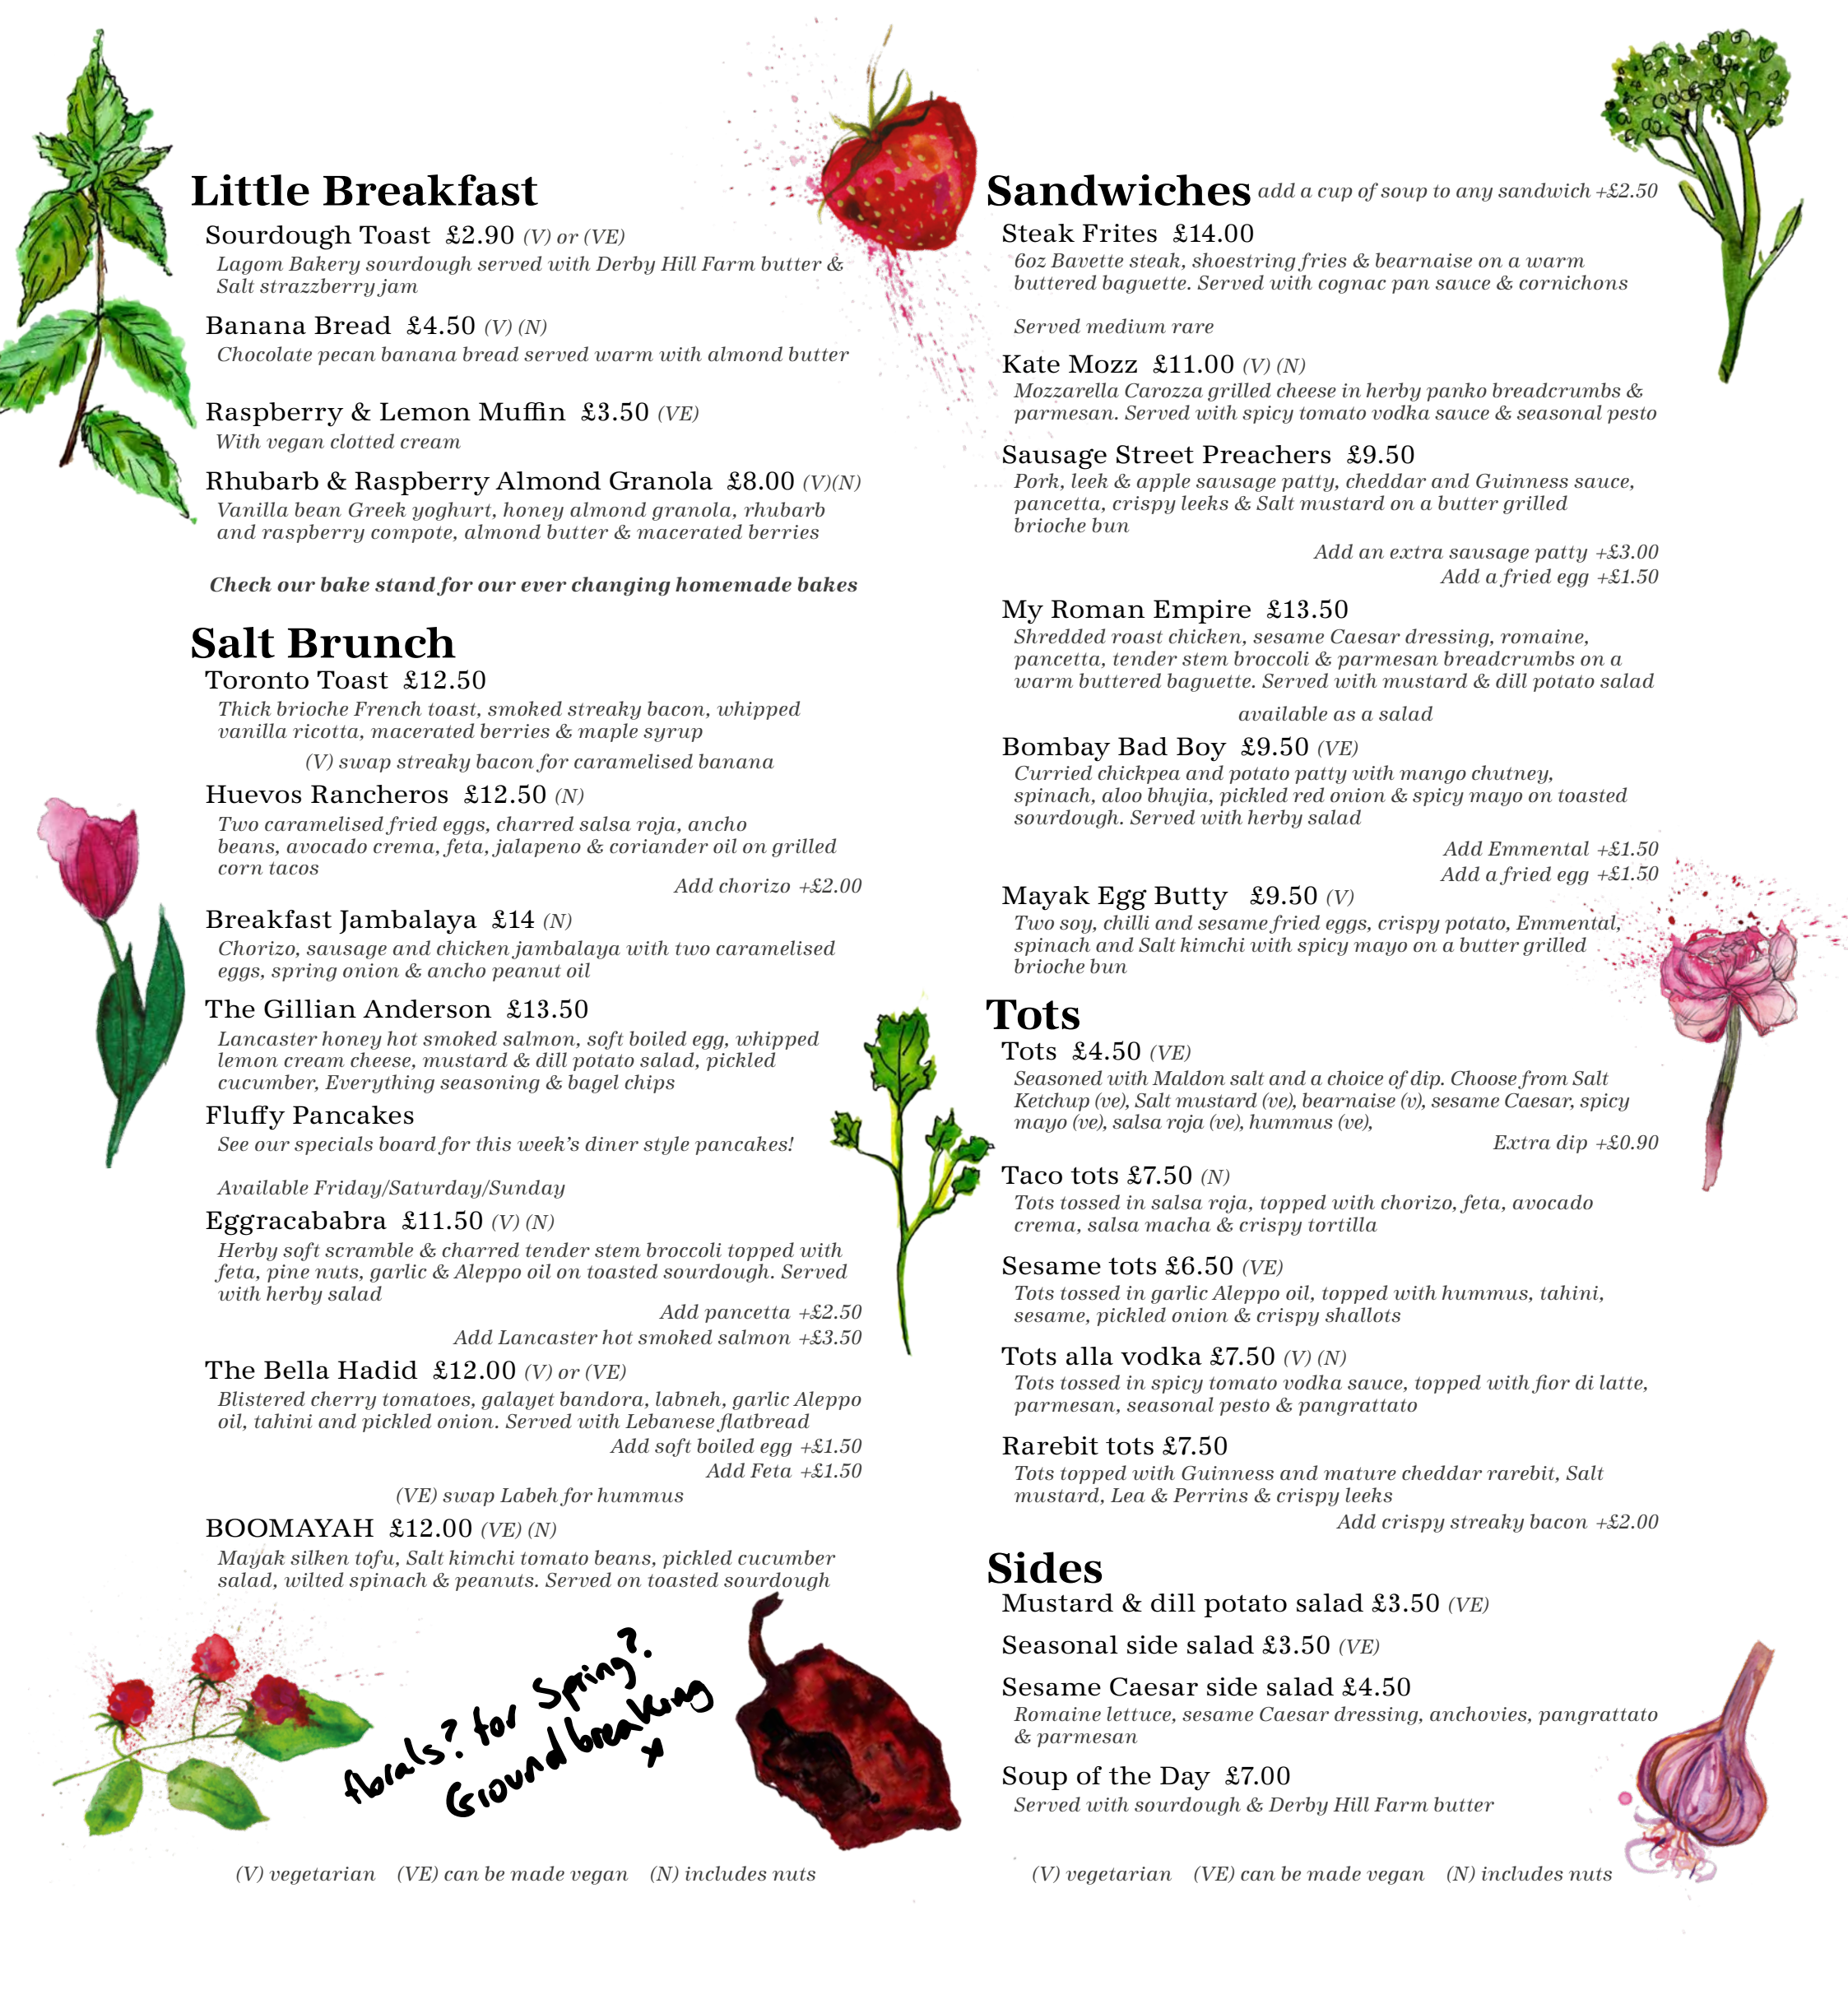 Little Breakfast
Sourdough Toast £2.90 (V) or (VE)
Lagom Bakery sourdough served with Derby Hill Farm butter &
Salt strazzberry jam
Banana Bread £4.50 (V) (N)
Chocolate pecan banana bread served warm with almond butter
Raspberry & Lemon Muffin £3.50 (VE)
With vegan clotted cream
Rhubarb & Raspberry Almond Granola £8.00 (V)(N)
Vanilla bean Greek yoghurt, honey almond granola, rhubarb
and raspberry compote, almond butter & macerated berries
Check our bake stand for our ever changing homemade bakes
Salt Brunch
Toronto Toast £12.50
Thick brioche French toast, smoked streaky bacon, whipped
vanilla ricotta, macerated berries & maple syrup
(V) swap streaky bacon for caramelised banana
Huevos Rancheros £12.50 (N)
Two caramelised fried eggs, charred salsa roja, ancho
beans, avocado crema, feta, jalapeno & coriander oil on grilled
corn tacos
Add chorizo +£2.00
Breakfast Jambalaya £14 (N)
Chorizo, sausage and chicken jambalaya with two caramelised
eggs, spring onion & ancho peanut oil
The Gillian Anderson £13.50
Lancaster honey hot smoked salmon, soft boiled egg, whipped
lemon cream cheese, mustard & dill potato salad, pickled
cucumber, Everything seasoning & bagel chips
Fluffy Pancakes
See our specials board for this week's diner style pancakes!
Available Friday/Saturday/Sunday
Eggracababra £11.50 (V) (N)
Herby soft scramble & charred tender stem broccoli topped with
feta, pine nuts, garlic & Aleppo oil on toasted sourdough. Served
with herby salad
Add pancetta +£2.50
Add Lancaster hot smoked salmon +£3.50
The Bella Hadid £12.00 (V) or (VE)
Blistered cherry tomatoes, galayet bandora, labneh, garlic Aleppo
oil, tahini and pickled onion. Served with Lebanese flatbread
Add soft boiled egg +£1.50
Add Feta +£1.50
(VE) swap Labeh for hummus
BOOMAYAH £12.00 (VE) (N)
Mayak silken tofu, Salt kimchi tomato beans, pickled cucumber
salad, wilted spinach & peanuts. Served on toasted sourdough
florals? for Spring?
Groundbreaking
x
(V) vegetarian (VE) can be made vegan (N) includes nuts
Sandwiches add a cup of soup to any sandwich +£2.50
Steak Frites £14.00
6oz Bavette steak, shoestring fries & bearnaise on a warm
buttered baguette. Served with cognac pan sauce & cornichons
Served medium rare
Kate Mozz £11.00 (V) (N)
Mozzarella Carozza grilled cheese in herby panko breadcrumbs &
parmesan. Served with spicy tomato vodka sauce & seasonal pesto
Sausage Street Preachers £9.50
Pork, leek & apple sausage patty, cheddar and Guinness sauce,
pancetta, crispy leeks & Salt mustard on a butter grilled
brioche bun
Add an extra sausage patty +£3.00
Add a fried egg +£1.50
My Roman Empire £13.50
Shredded roast chicken, sesame Caesar dressing, romaine,
pancetta, tender stem broccoli & parmesan breadcrumbs on a
warm buttered baguette. Served with mustard & dill potato salad
available as a salad
Bombay Bad Boy £9.50 (VE)
Curried chickpea and potato patty with mango chutney,
spinach, aloo bhujia, pickled red onion & spicy mayo on toasted
sourdough. Served with herby salad
Add Emmental +£1.50
Add a fried egg +£1.50
Mayak Egg Butty £9.50 (V)
Two soy, chilli and sesame fried eggs, crispy potato, Emmental,
spinach and Salt kimchi with spicy mayo on a butter grilled
brioche bun
Tots
Tots £4.50 (VE)
Seasoned with Maldon salt and a choice of dip. Choose from Salt
Ketchup (ve), Salt mustard (ve), bearnaise (v), sesame Caesar, spicy
mayo (ve), salsa roja (ve), hummus (ve),
Extra dip +£0.90
Taco tots £7.50 (N)
Tots tossed in salsa roja, topped with chorizo, feta, avocado
crema, salsa macha & crispy tortilla
Sesame tots £6.50 (VE)
Tots tossed in garlic Aleppo oil, topped with hummus, tahini,
sesame, pickled onion & crispy shallots
Tots alla vodka £7.50 (V) (N)
Tots tossed in spicy tomato vodka sauce, topped with fior di latte,
parmesan, seasonal pesto & pangrattato
Rarebit tots £7.50
Tots topped with Guinness and mature cheddar rarebit, Salt
mustard, Lea & Perrins & crispy leeks
Add crispy streaky bacon +£2.00
Sides
Mustard & dill potato salad £3.50 (VE)
Seasonal side salad £3.50 (VE)
Sesame Caesar side salad £4.50
Romaine lettuce, sesame Caesar dressing, anchovies, pangrattato
& parmesan
Soup of the Day £7.00
Served with sourdough & Derby Hill Farm butter
(V) vegetarian (VE) can be made vegan (N) includes nuts